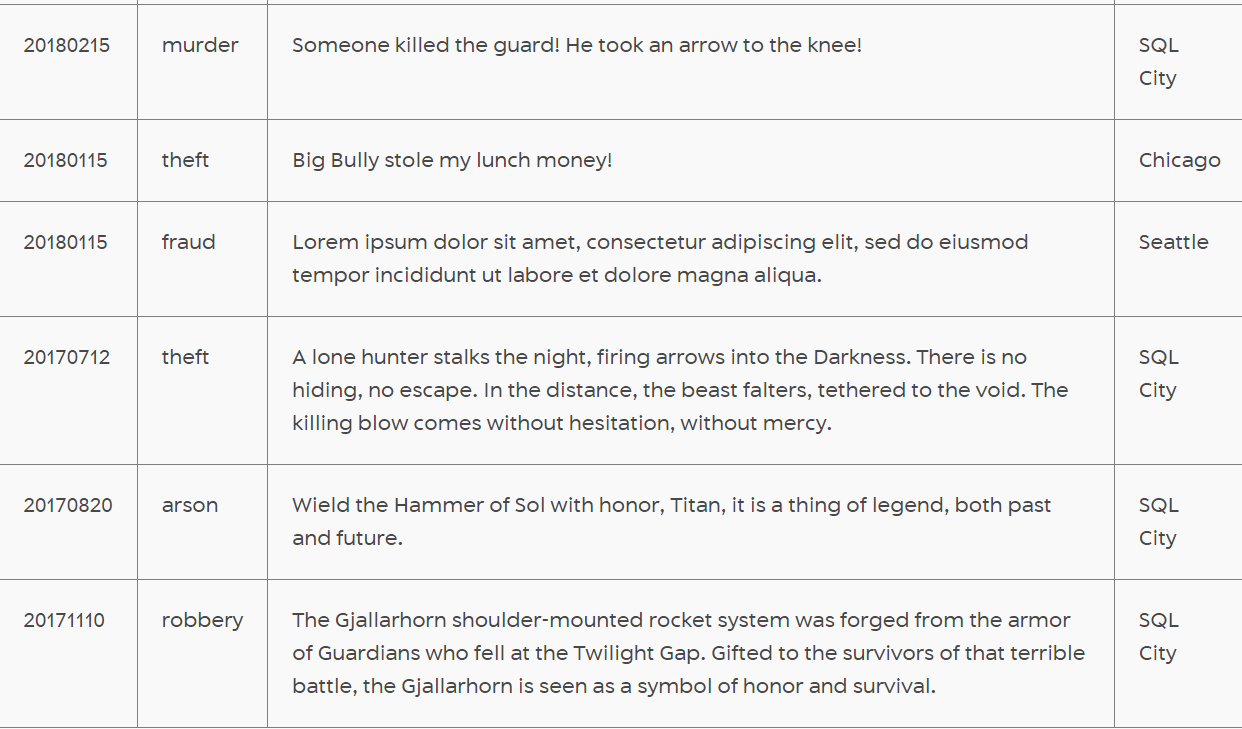 20180215 murder Someone killed the guard! He took an arrow to the knee! SQL
City
20180115 theft Big Bully stole my lunch money! Chicago
20180115 fraud Lorem ipsum dolor sit amet, consectetur adipiscing elit, sed do eiusmod Seattle
tempor incididunt ut labore et dolore magna aliqua.
20170712 theft A lone hunter stalks the night, firing arrows into the Darkness. There is no SQL
hiding, no escape. In the distance, the beast falters, tethered to the void. The City
killing blow comes without hesitation, without mercy.
20170820 arson Wield the Hammer of Sol with honor, Titan, it is a thing of legend, both past SQL
and future. City
20171110 robbery The Gjallarhorn shoulder-mounted rocket system was forged from the armor SQL
of Guardians who fell at the Twilight Gap. Gifted to the survivors of that terrible City
battle, the Gjallarhorn is seen as a symbol of honor and survival.